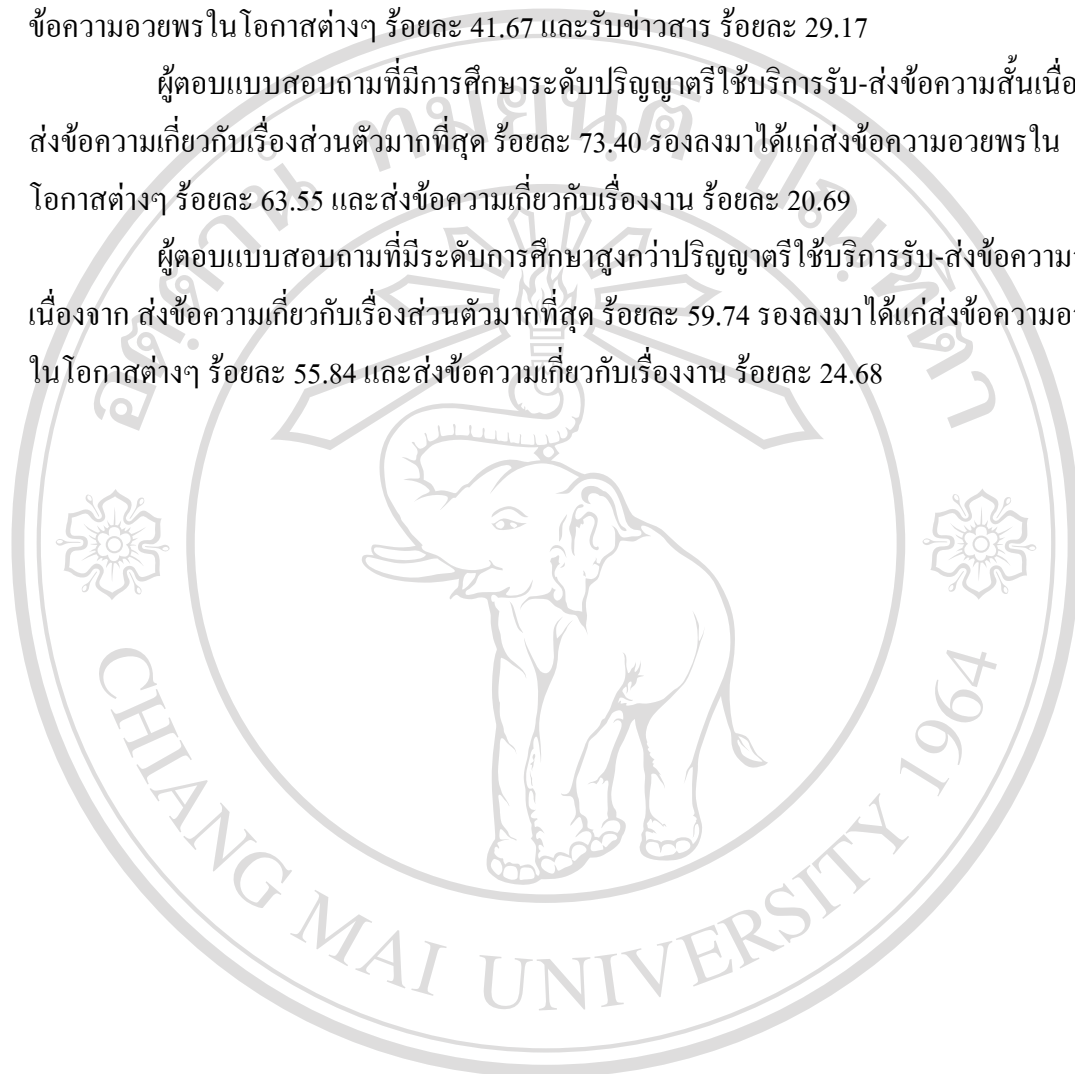 ข้อความอวยพรในโอกาสต่างๆ ร้อยละ 41.67 และรับข่าวสาร ร้อยละ 29.17
ผู้ตอบแบบสอบถามที่มีการศึกษาระดับปริญญาตรีใช้บริการรับ-ส่งข้อความสั้นเนื่อ
ส่งข้อความเกี่ยวกับเรื่องส่วนตัวมากที่สุด ร้อยละ 73.40 รองลงมาได้แก่ส่งข้อความอวยพรใน
โอกาสต่างๆ ร้อยละ 63.55 และส่งข้อความเกี่ยวกับเรื่องงาน ร้อยละ 20.69
ผู้ตอบแบบสอบถามที่มีระดับการศึกษาสูงกว่าปริญญาตรีใช้บริการรับ-ส่งข้อความ
เนื่องจาก ส่งข้อความเกี่ยวกับเรื่องส่วนตัวมากที่สุด ร้อยละ 59.74 รองลงมาได้แก่ส่งข้อความอ
ในโอกาสต่างๆ ร้อยละ 55.84 และส่งข้อความเกี่ยวกับเรื่องงาน ร้อยละ 24.68
อตฺตานํ ทมยนฺติ ปณฺฑิตา
CHIANG MAI UNIVERSITY 1964